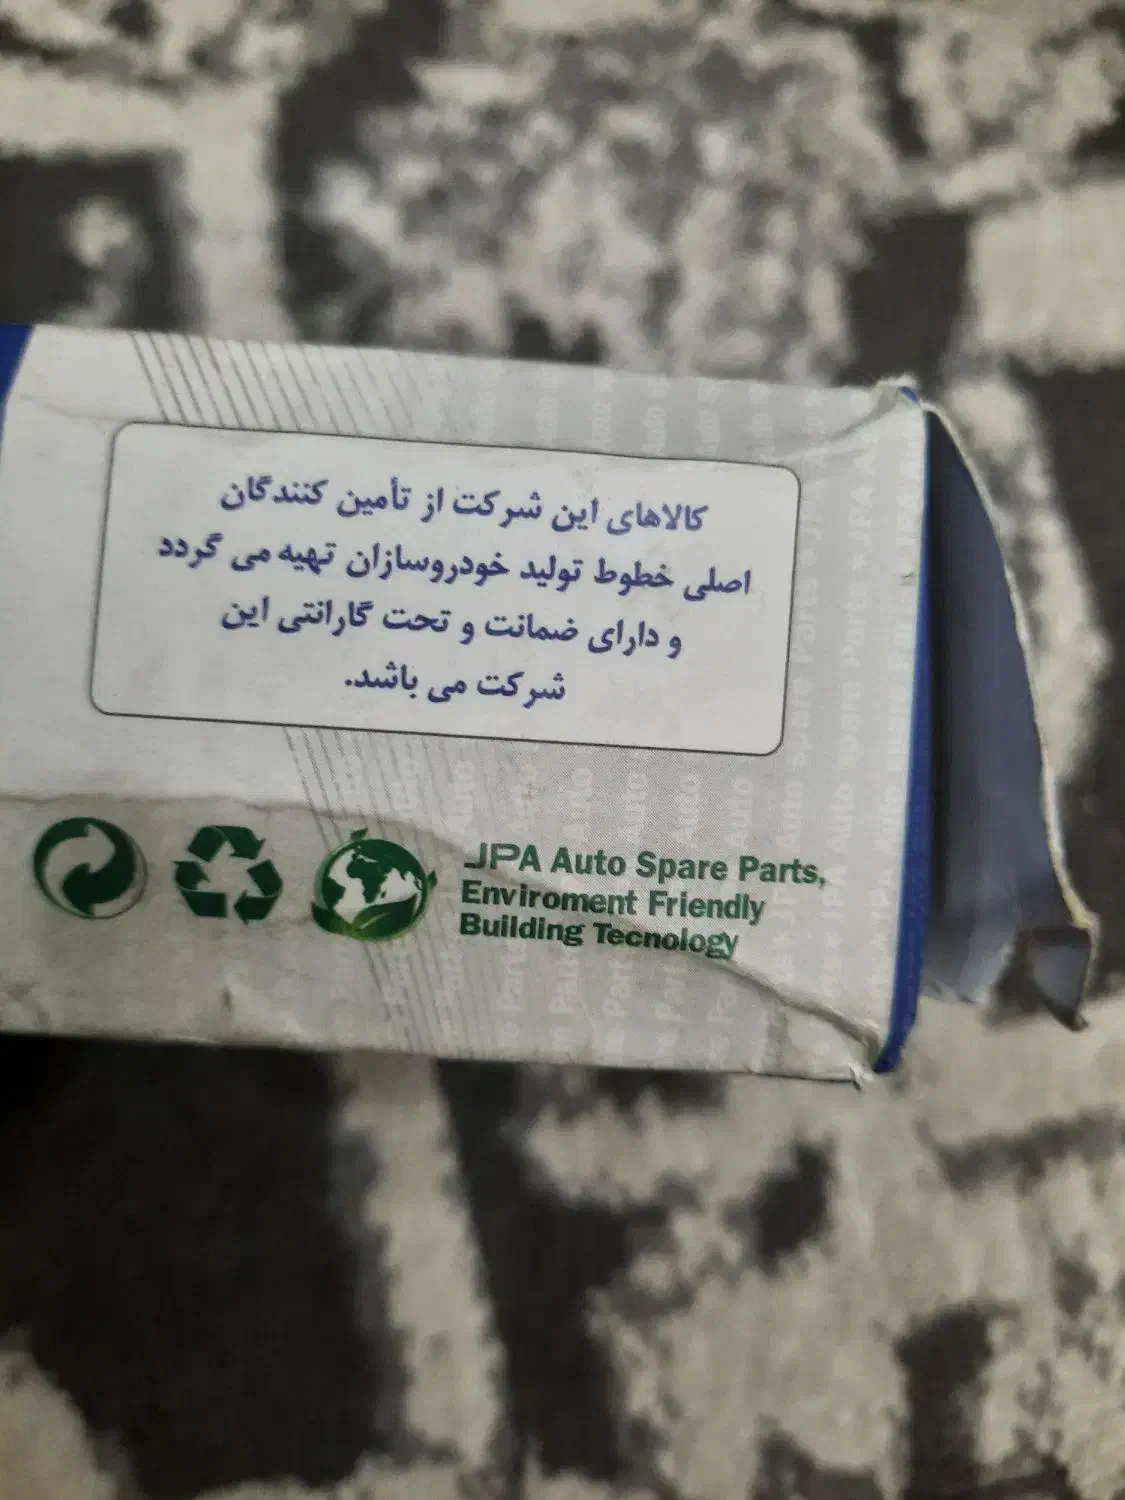 کالاهای این شرکت از تأمین کنندگان
اصلی خطوط تولید خودروسازان تهیه می گردد
و دارای ضمانت و تحت گارانتی این
شرکت می باشد.
JPA Auto Spare Parts,
Enviroment Friendly
Building Tecnology